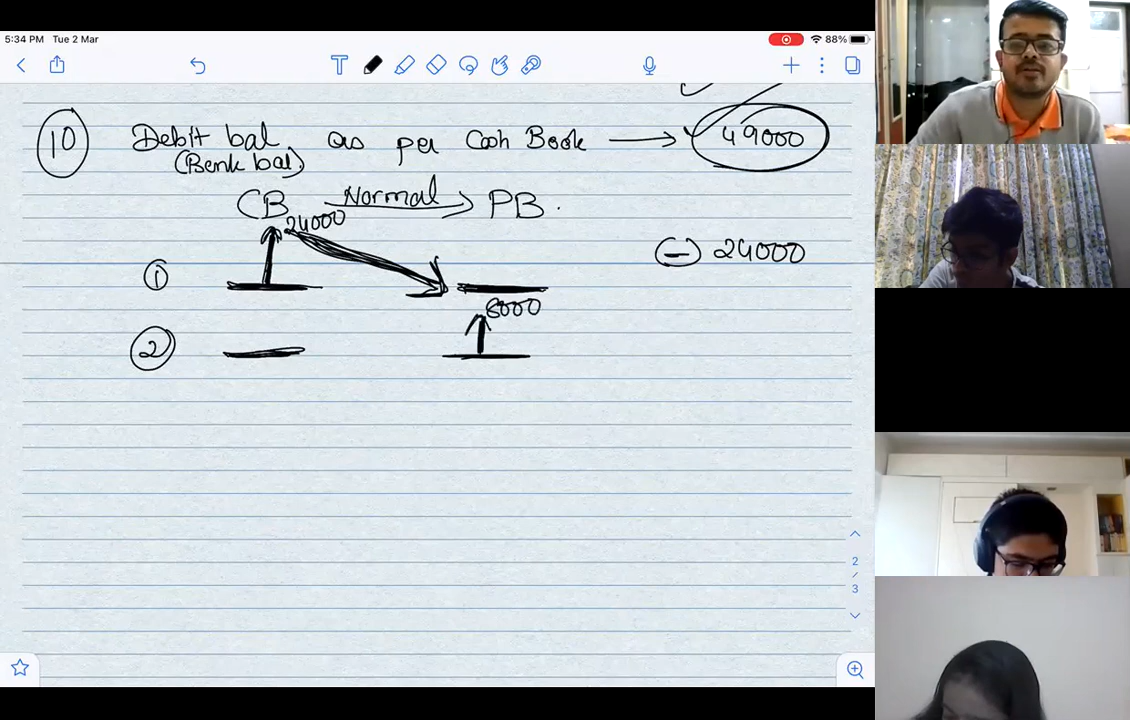 5:34 PM Tue 2 Mar
88%
10 Debit bal as per Cash Book → 49000
(Bank bal)
CB Normal → PB.
24000
(-) 24000
1
8000
2
2
/
3